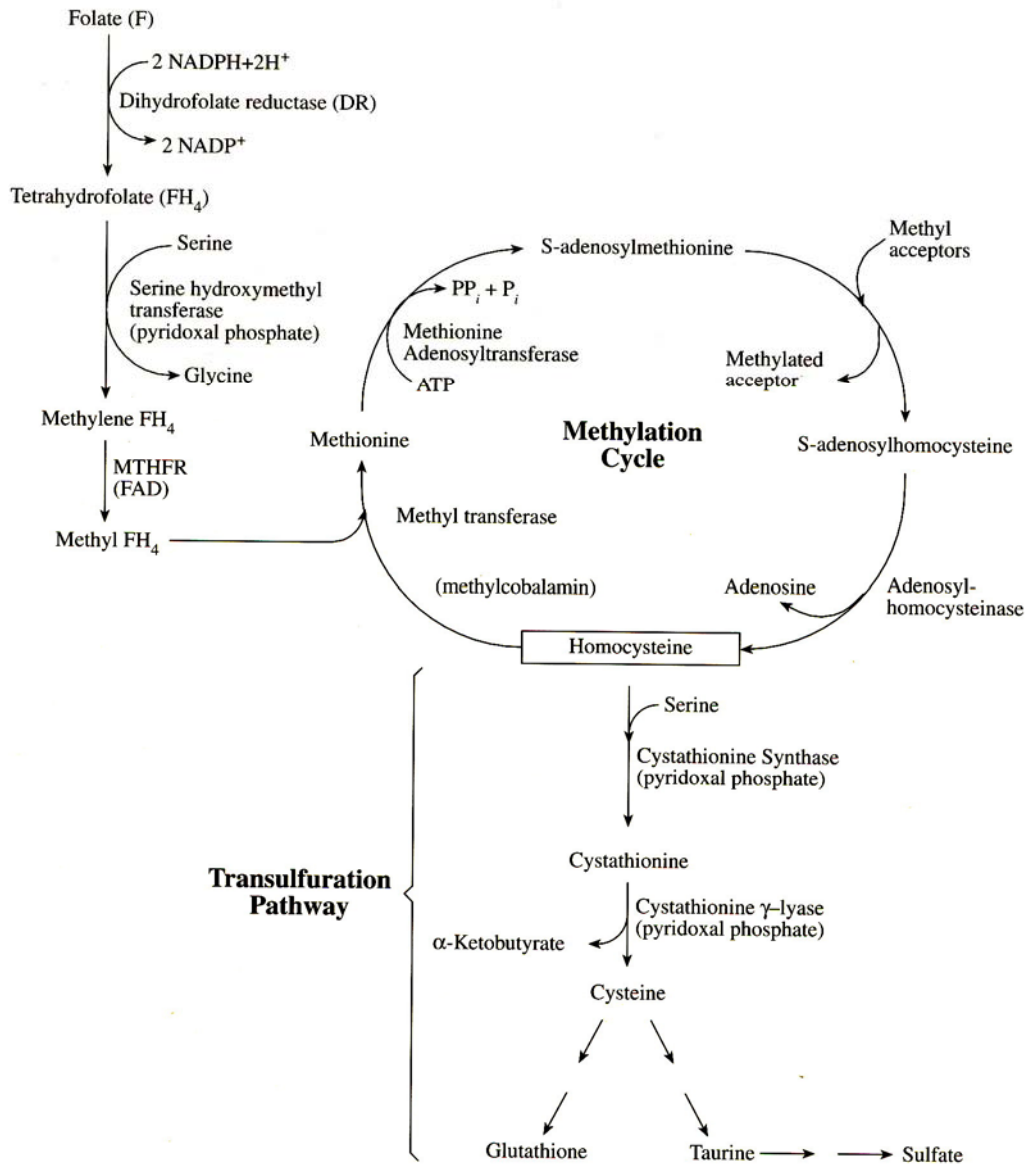 Folate (F)
2 NADPH+2H⁺
Dihydrofolate reductase (DR)
2 NADP⁺
Tetrahydrofolate (FH₄)
Serine
Serine hydroxymethyl
transferase
(pyridoxal phosphate)
Glycine
Methylene FH₄
MTHFR
(FAD)
Methyl FH₄
S-adenosylmethionine
Methyl
acceptors
PPᵢ + Pᵢ
Methionine
Adenosyltransferase
ATP
Methylated
acceptor
Methionine
Methylation
Cycle
S-adenosylhomocysteine
Methyl transferase
(methylcobalamin)
Adenosine
Adenosyl-
homocysteinase
Homocysteine
Serine
Cystathionine Synthase
(pyridoxal phosphate)
Cystathionine
Transulfuration
Pathway
Cystathionine γ–lyase
(pyridoxal phosphate)
α-Ketobutyrate
Cysteine
Glutathione
Taurine
Sulfate